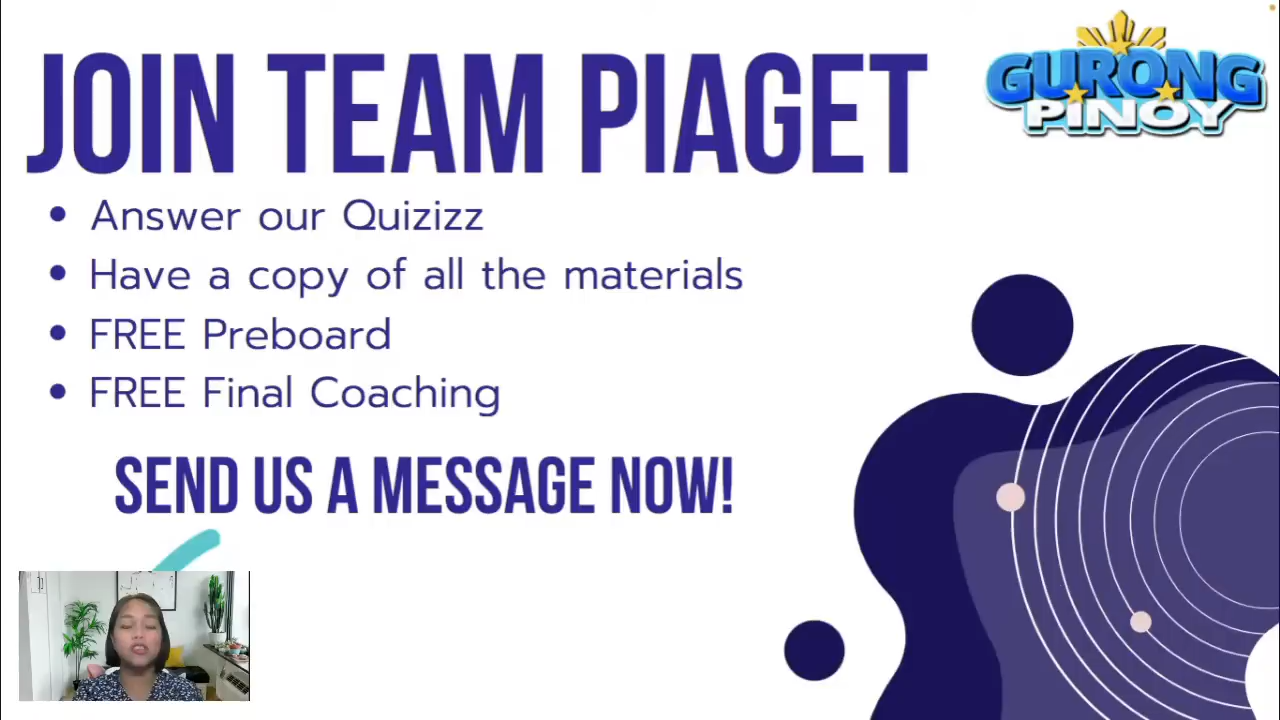 JOIN TEAM PIAGET
GURONG
PINOY
• Answer our Quizizz
• Have a copy of all the materials
• FREE Preboard
• FREE Final Coaching
SEND US A MESSAGE NOW!